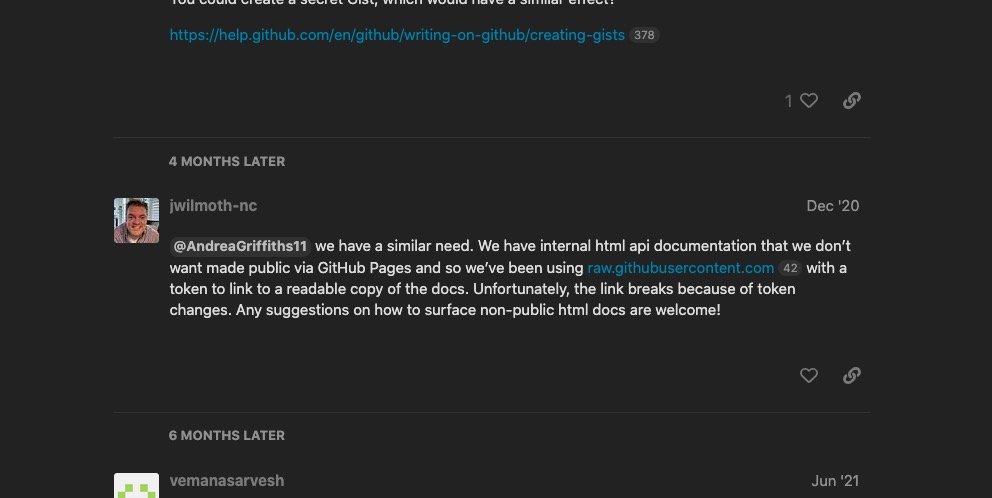 You could create a secret Gist, which would have a similar effect?
https://help.github.com/en/github/writing-on-github/creating-gists 378
1
4 MONTHS LATER
jwilmoth-nc Dec '20
@AndreaGriffiths11 we have a similar need. We have internal html api documentation that we don’t
want made public via GitHub Pages and so we’ve been using raw.githubusercontent.com 42 with a
token to link to a readable copy of the docs. Unfortunately, the link breaks because of token
changes. Any suggestions on how to surface non-public html docs are welcome!
6 MONTHS LATER
vemanasarvesh Jun '21